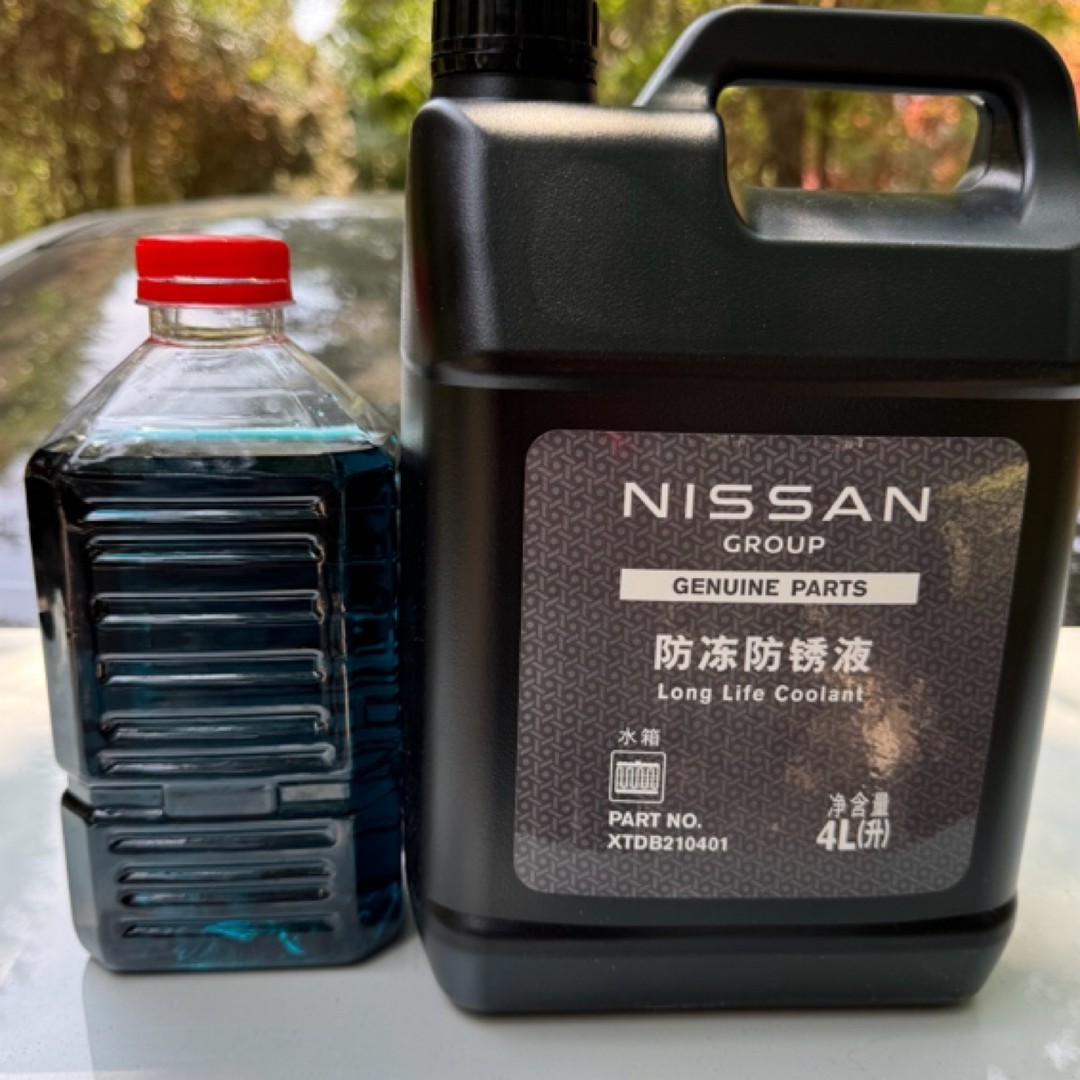 NISSAN
GROUP
GENUINE PARTS
防冻防锈液
Long Life Coolant
水箱
PART NO.
XTDB210401
净含量
4L(升)